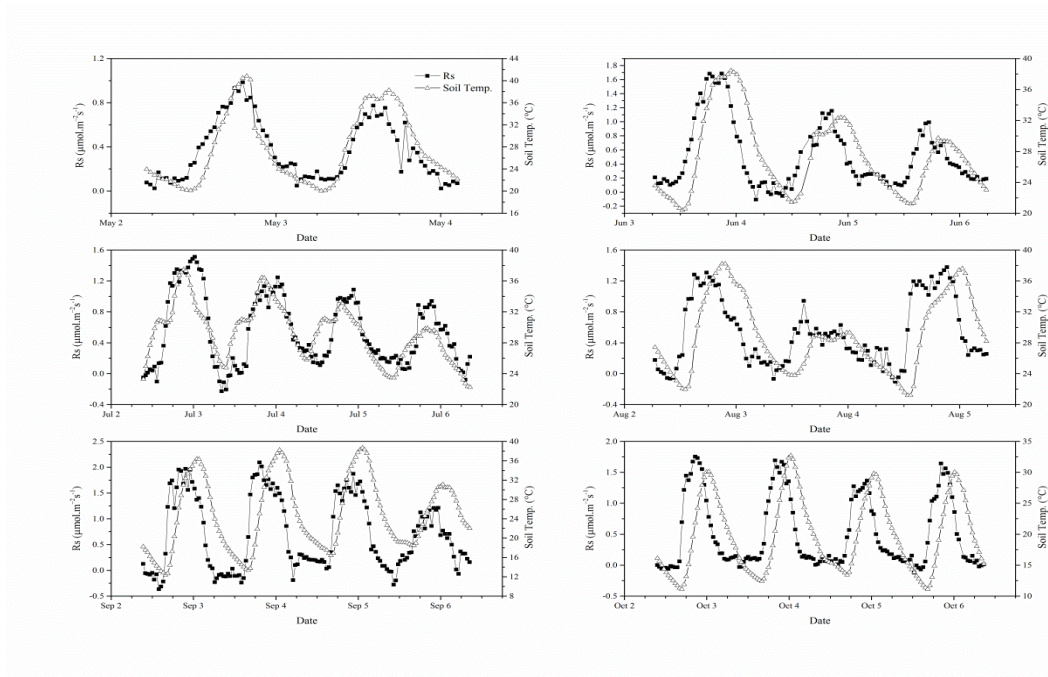 1.2
0.8
0.4
0.0
Rs (μmol.m⁻²s⁻¹)
Rs
Soil Temp.
44
40
36
32
28
24
20
16
Soil Temp. (°C)
May 2
May 3
May 4
Date
1.8
1.6
1.4
1.2
1.0
0.8
0.6
0.4
0.2
0.0
-0.2
Rs (μmol.m⁻²s⁻¹)
40
36
32
28
24
20
Soil Temp. (°C)
Jun 3
Jun 4
Jun 5
Jun 6
Date
1.6
1.2
0.8
0.4
0.0
-0.4
Rs (μmol.m⁻²s⁻¹)
40
36
32
28
24
20
Soil Temp. (°C)
Jul 2
Jul 3
Jul 4
Jul 5
Jul 6
Date
1.6
1.2
0.8
0.4
0.0
-0.4
Rs (μmol.m⁻²s⁻¹)
40
36
32
28
24
20
Soil Temp. (°C)
Aug 2
Aug 3
Aug 4
Aug 5
Date
2.5
2.0
1.5
1.0
0.5
0.0
-0.5
Rs (μmol.m⁻²s⁻¹)
40
36
32
28
24
20
16
12
8
Soil Temp. (°C)
Sep 2
Sep 3
Sep 4
Sep 5
Sep 6
Date
2.0
1.5
1.0
0.5
0.0
-0.5
Rs (μmol.m⁻²s⁻¹)
35
30
25
20
15
10
Soil Temp. (°C)
Oct 2
Oct 3
Oct 4
Oct 5
Oct 6
Date